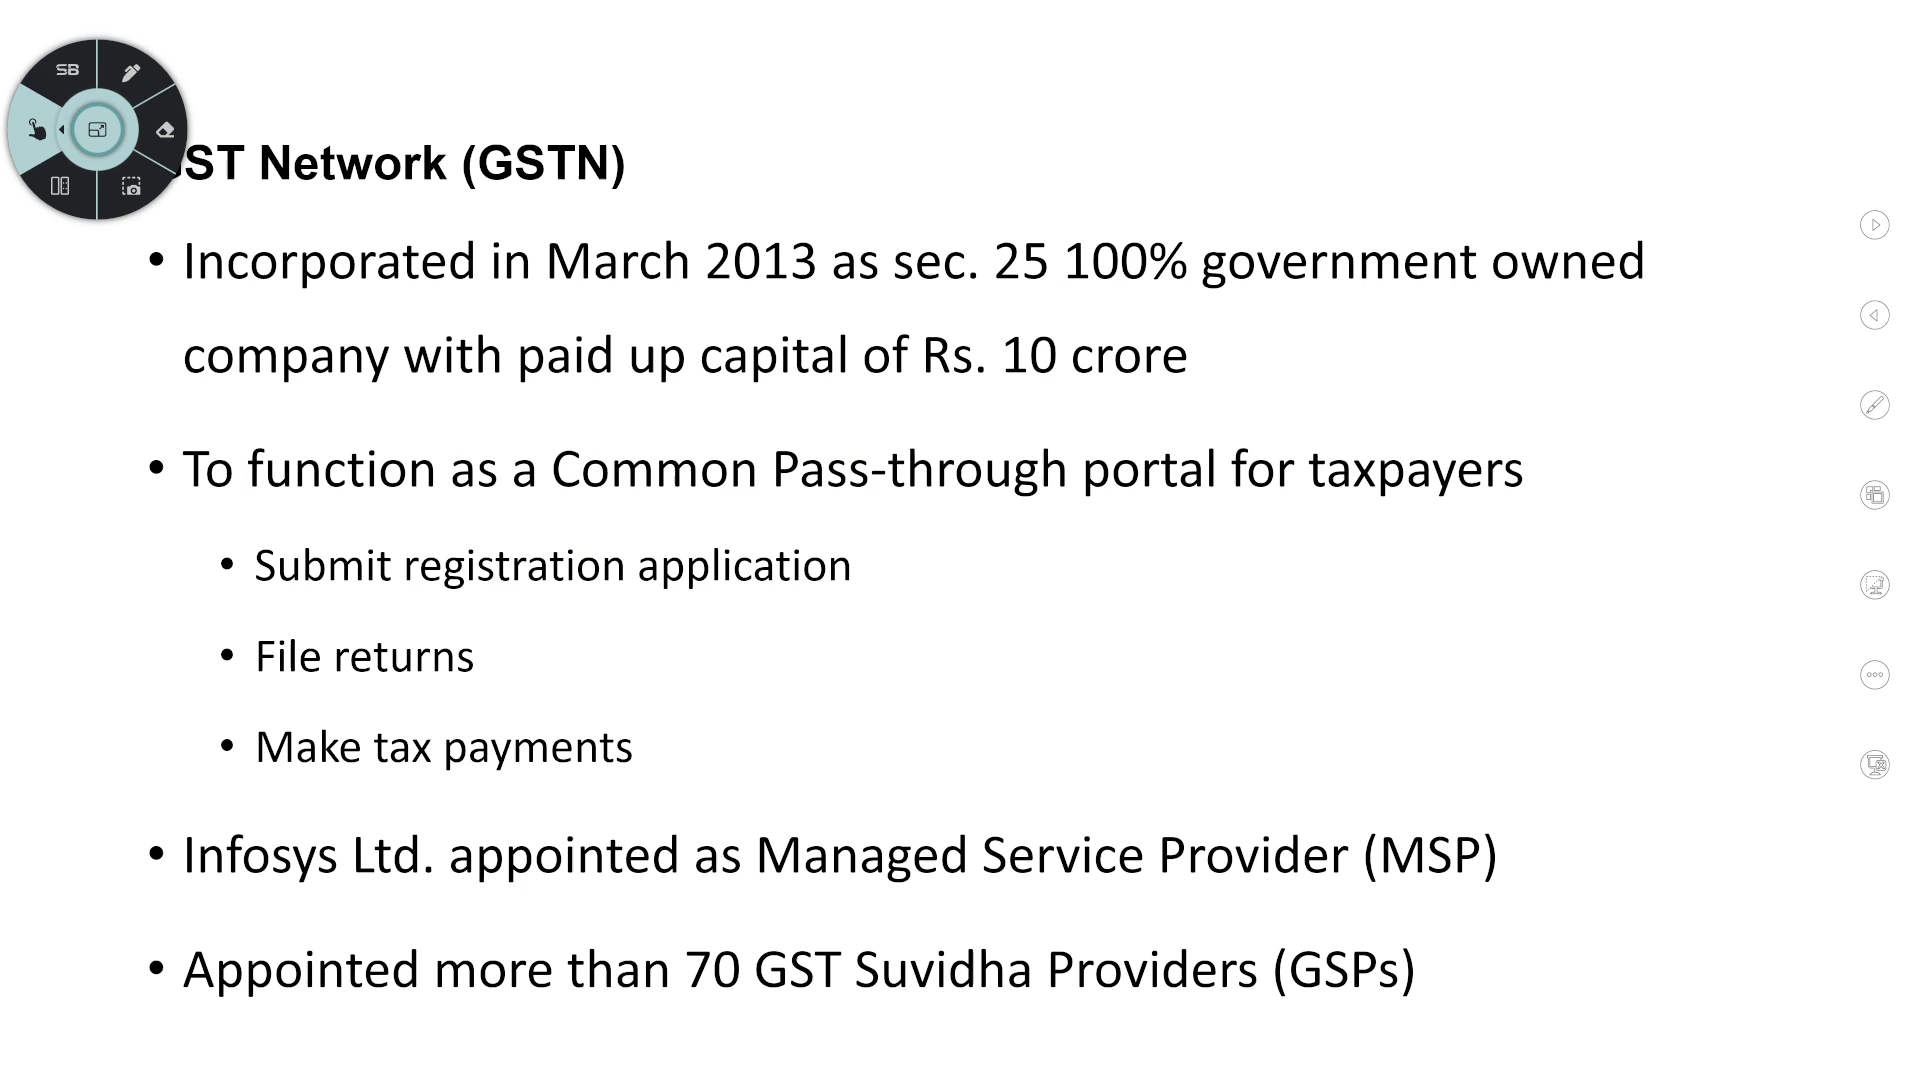 SB
ST Network (GSTN)
• Incorporated in March 2013 as sec. 25 100% government owned
company with paid up capital of Rs. 10 crore
• To function as a Common Pass-through portal for taxpayers
• Submit registration application
• File returns
• Make tax payments
• Infosys Ltd. appointed as Managed Service Provider (MSP)
• Appointed more than 70 GST Suvidha Providers (GSPs)